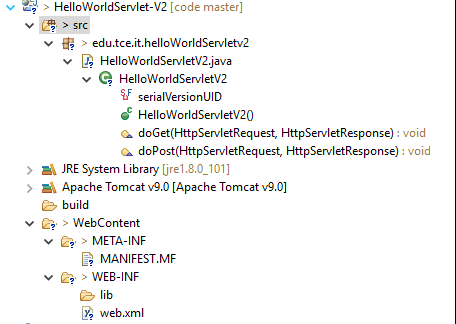 > HelloWorldServlet-V2 [code master]
> src
> edu.tce.it.helloWorldServletv2
> HelloWorldServletV2.java
HelloWorldServletV2
serialVersionUID
HelloWorldServletV2()
doGet(HttpServletRequest, HttpServletResponse) : void
doPost(HttpServletRequest, HttpServletResponse) : void
JRE System Library [jre1.8.0_101]
Apache Tomcat v9.0 [Apache Tomcat v9.0]
build
> WebContent
> META-INF
MANIFEST.MF
> WEB-INF
lib
web.xml